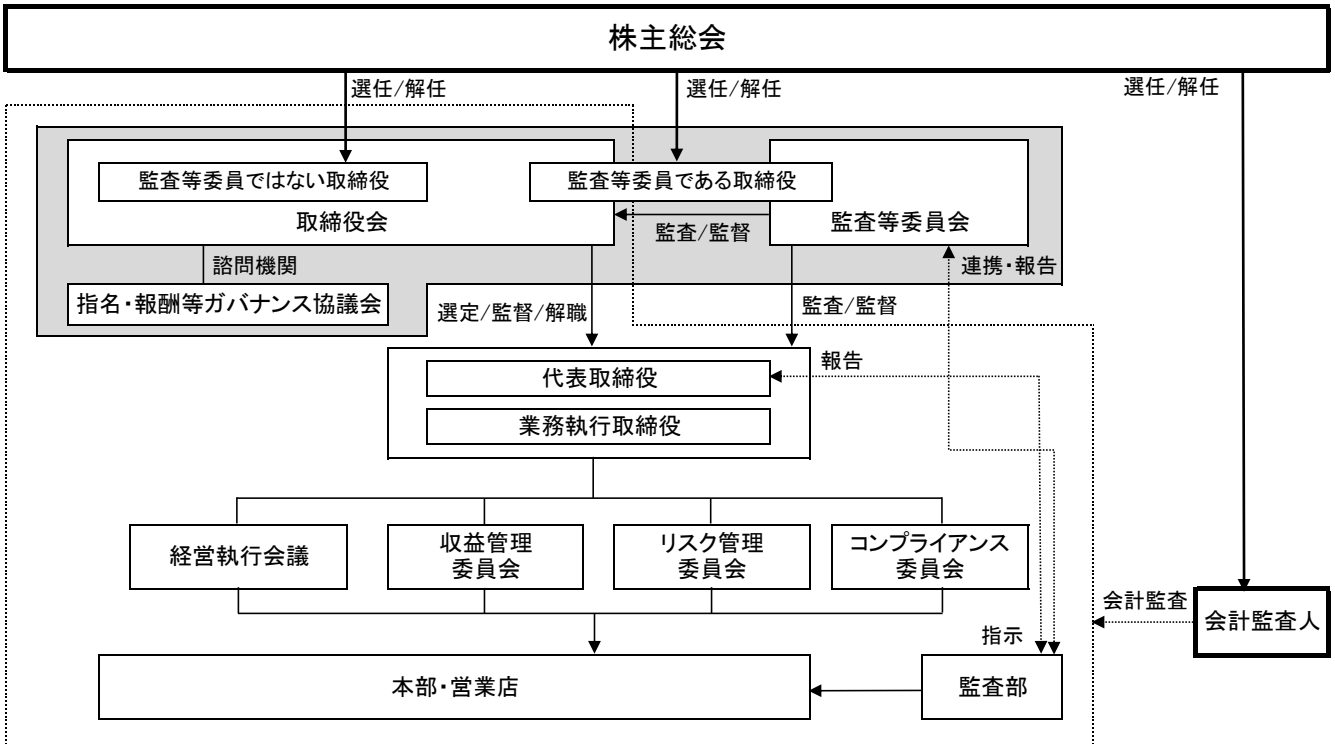 株主総会
選任/解任
選任/解任
選任/解任
監査等委員ではない取締役
監査等委員である取締役
取締役会
監査/監督
監査等委員会
諮問機関
連携・報告
指名・報酬等ガバナンス協議会
選定/監督/解職
監査/監督
代表取締役
報告
業務執行取締役
経営執行会議
収益管理
委員会
リスク管理
委員会
コンプライアンス
委員会
会計監査
会計監査人
指示
本部・営業店
監査部